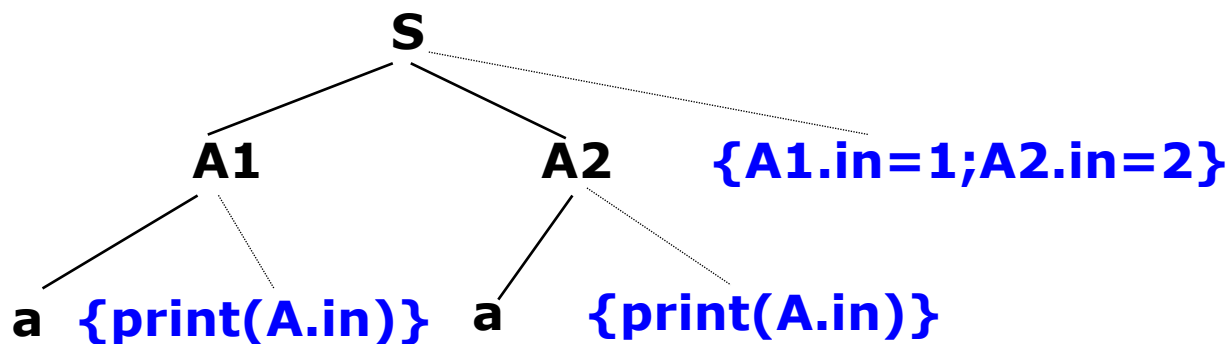 S
A1 A2 {A1.in=1;A2.in=2}
a {print(A.in)} a {print(A.in)}